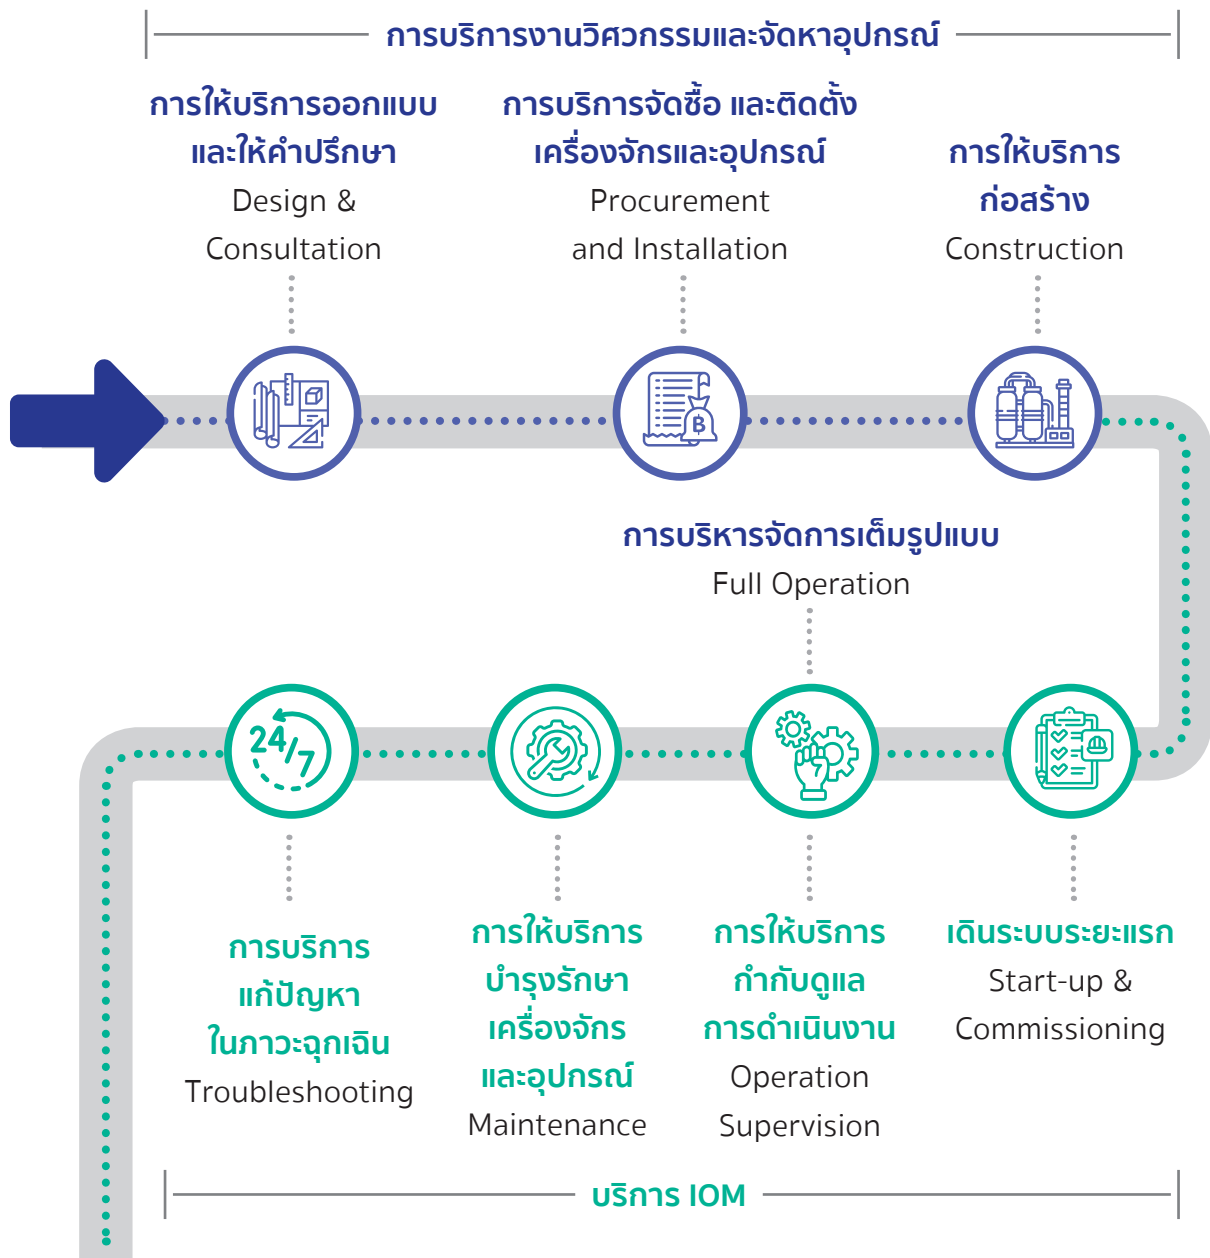 การบริการงานวิศวกรรมและจัดหาอุปกรณ์
การให้บริการออกแบบ
และให้คำปรึกษา
Design &
Consultation
การบริการจัดซื้อ และติดตั้ง
เครื่องจักรและอุปกรณ์
Procurement
and Installation
การให้บริการ
ก่อสร้าง
Construction
฿
การบริหารจัดการเต็มรูปแบบ
Full Operation
24/7
การบริการ
แก้ปัญหา
ในภาวะฉุกเฉิน
Troubleshooting
การให้บริการ
บำรุงรักษา
เครื่องจักร
และอุปกรณ์
Maintenance
การให้บริการ
กำกับดูแล
การดำเนินงาน
Operation
Supervision
เดินระบบระยะแรก
Start-up &
Commissioning
บริการ IOM